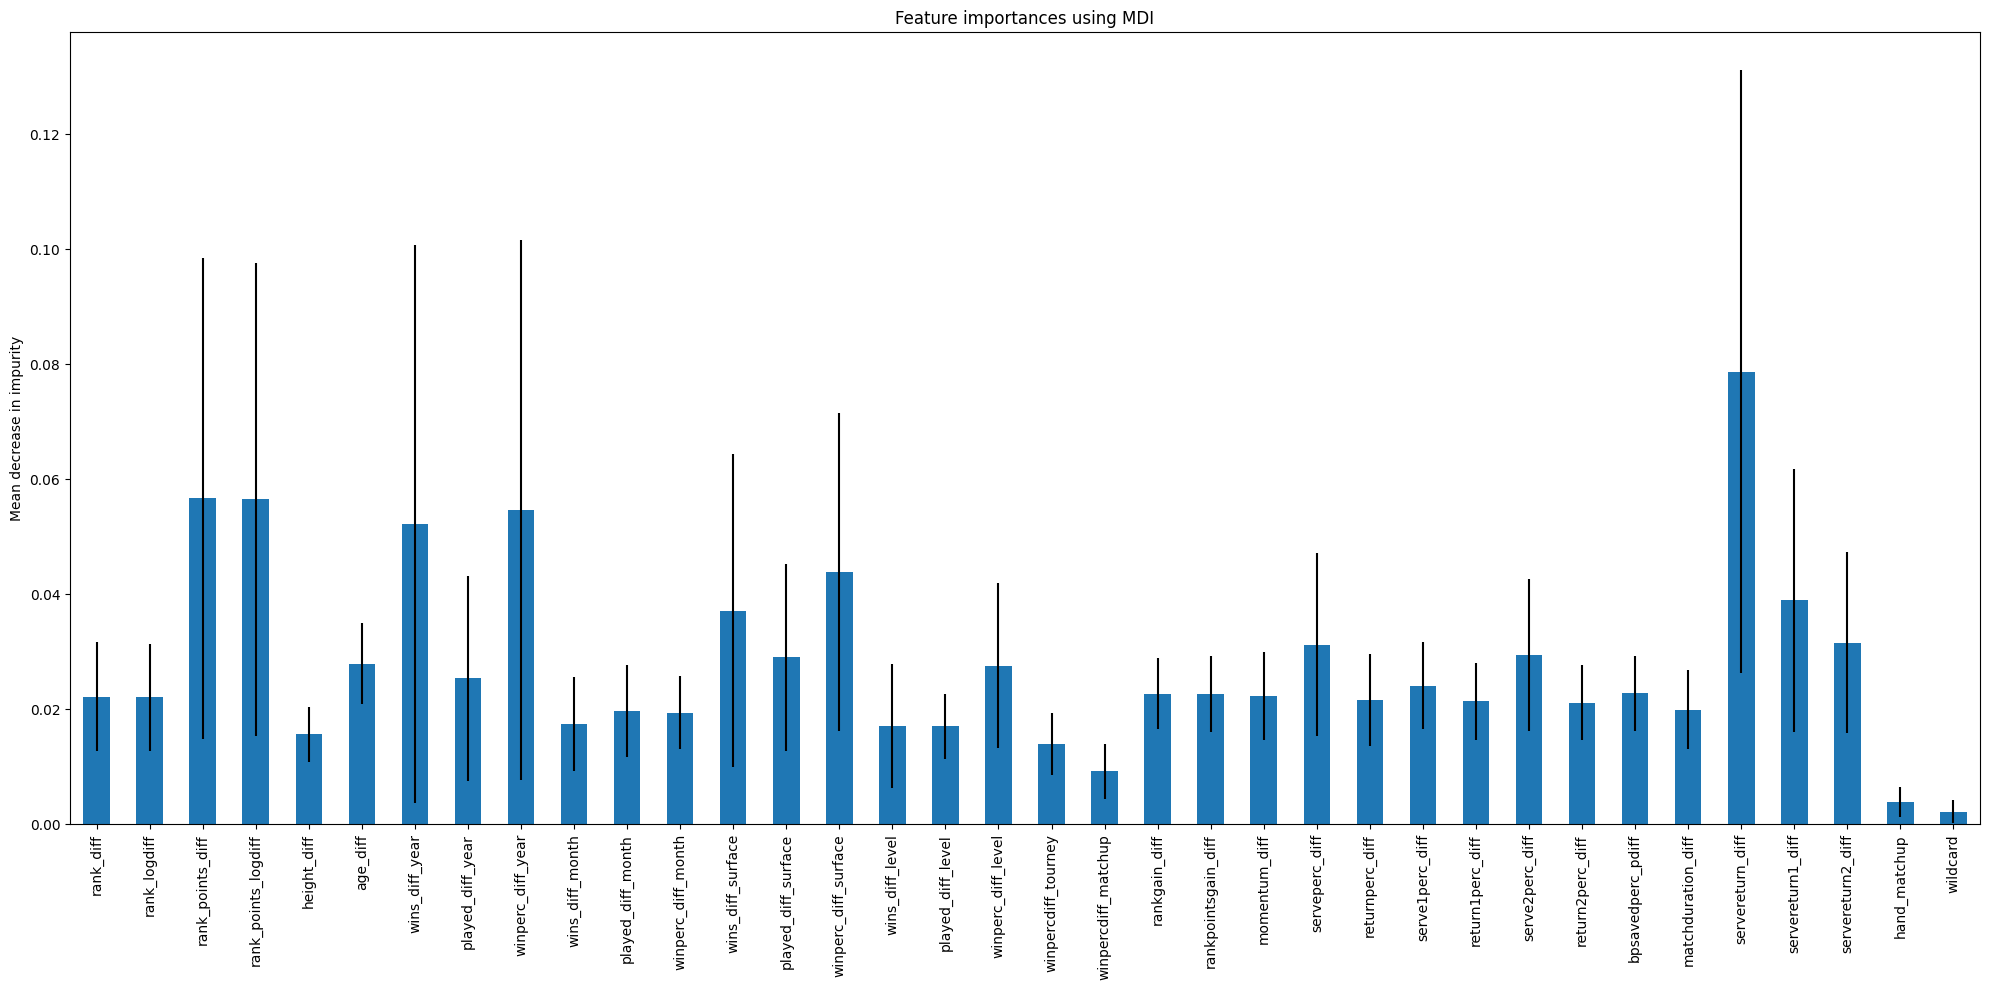 Feature importances using MDI
Mean decrease in impurity
0.12
0.10
0.08
0.06
0.04
0.02
0.00
rank_diff
rank_logdiff
rank_points_diff
rank_points_logdiff
height_diff
age_diff
wins_diff_year
played_diff_year
winperc_diff_year
wins_diff_month
played_diff_month
winperc_diff_month
wins_diff_surface
played_diff_surface
winperc_diff_surface
wins_diff_level
played_diff_level
winperc_diff_level
winpercdiff_tourney
winpercdiff_matchup
rankgain_diff
rankpointsgain_diff
momentum_diff
serveperc_diff
returnperc_diff
serve1perc_diff
return1perc_diff
serve2perc_diff
return2perc_diff
bpsavedperc_pdiff
matchduration_diff
servereturn_diff
servereturn1_diff
servereturn2_diff
hand_matchup
wildcard